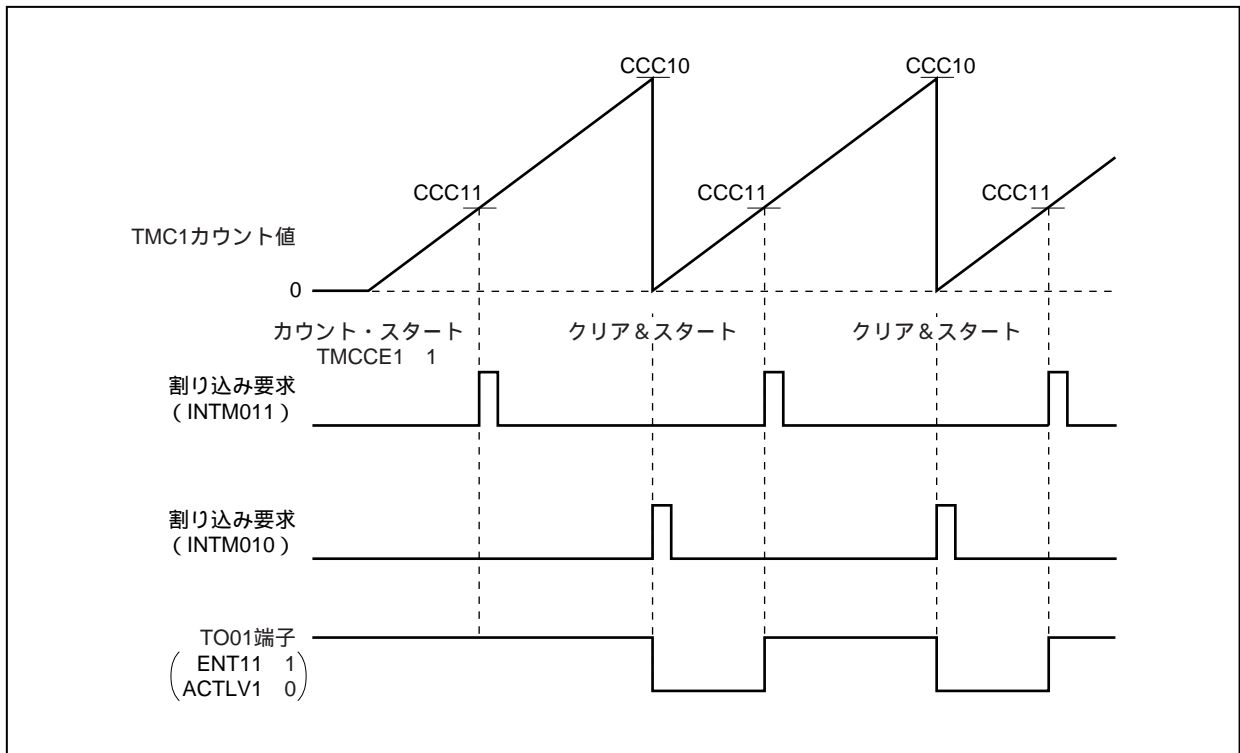 CCC10
CCC10
CCC11
CCC11
CCC11
TMC1カウント値
0
カウント・スタート
TMCCE1 1
クリア&スタート
クリア&スタート
割り込み要求
(INTM011)
割り込み要求
(INTM010)
TO01端子
ENT11 1
ACTLV1 0